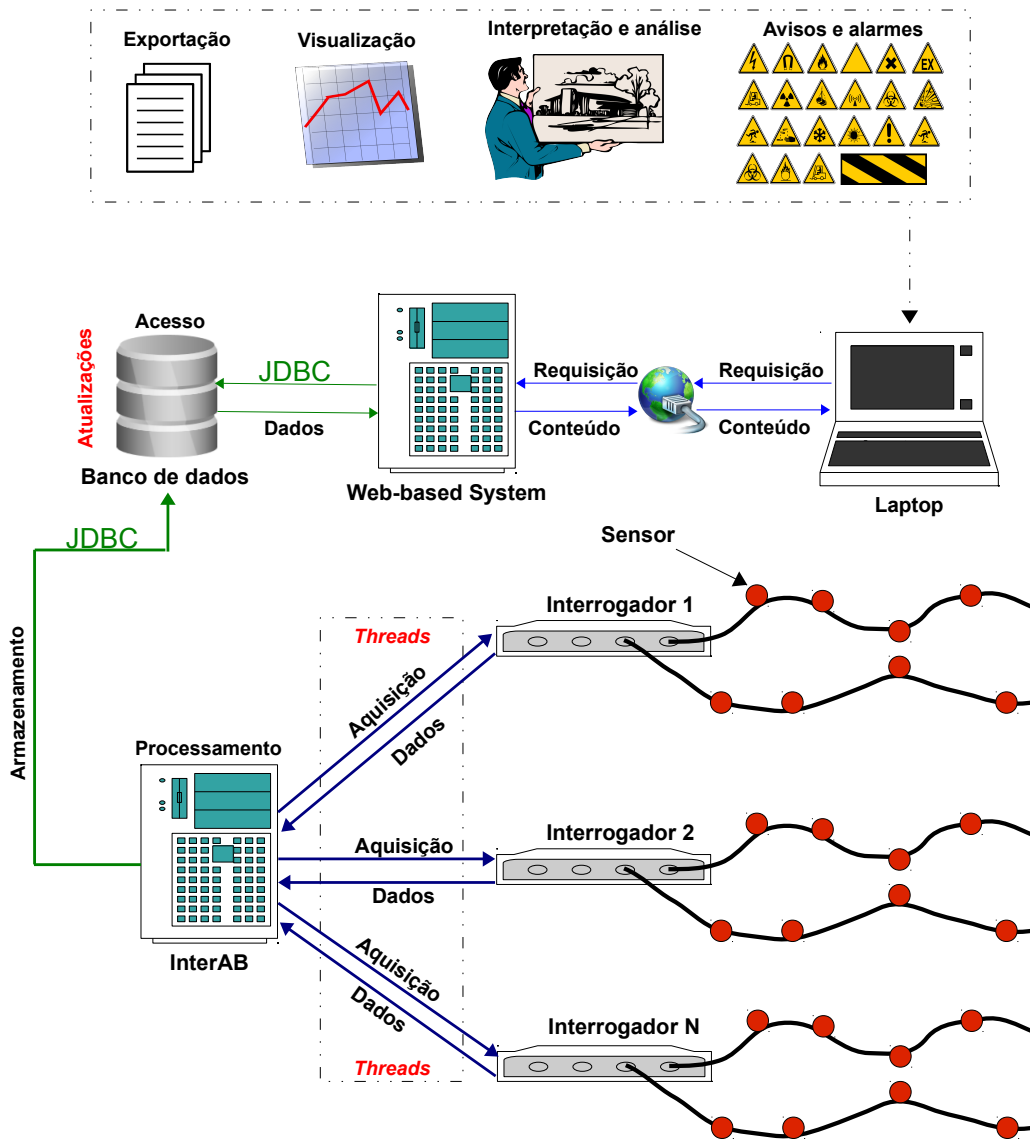 Exportação
Visualização
Interpretação e análise
Avisos e alarmes
EX
Acesso
Atualizações
JDBC
Dados
Banco de dados
Web-based System
Requisição
Conteúdo
Requisição
Conteúdo
Laptop
JDBC
Armazenamento
Sensor
Threads
Interrogador 1
Aquisição
Dados
Processamento
InterAB
Aquisição
Dados
Interrogador 2
Aquisição
Dados
Threads
Interrogador N